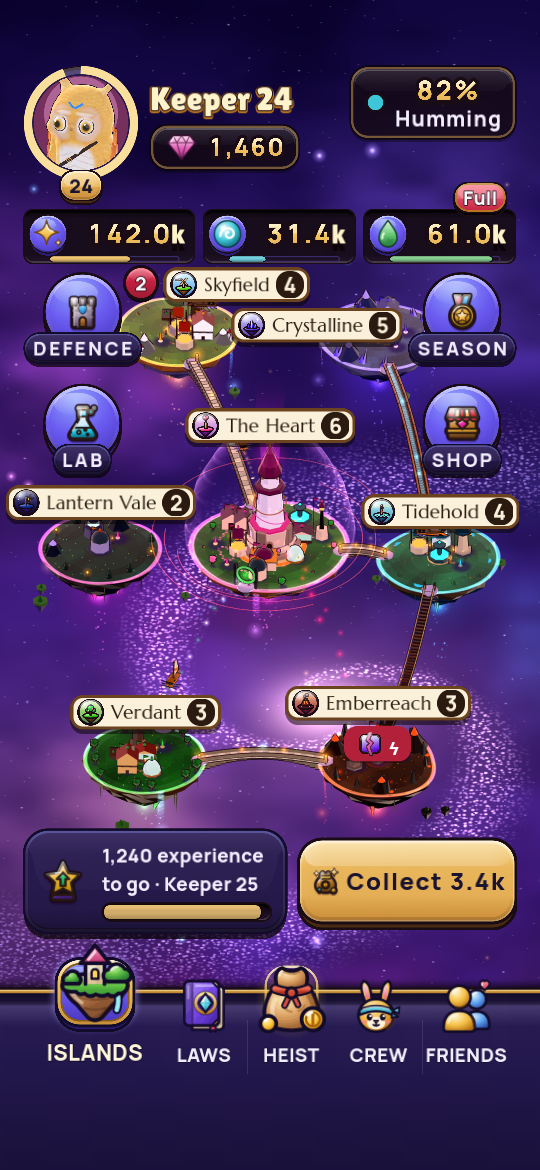 Keeper 24
82%
Humming
1,460
24
Full
142.0k
31.4k
61.0k
2
Skyfield 4
Crystalline 5
DEFENCE
SEASON
The Heart 6
LAB
SHOP
Lantern Vale 2
Tidehold 4
Emberreach 3
Verdant 3
1,240 experience
to go · Keeper 25
Collect 3.4k
ISLANDS
LAWS
HEIST
CREW
FRIENDS